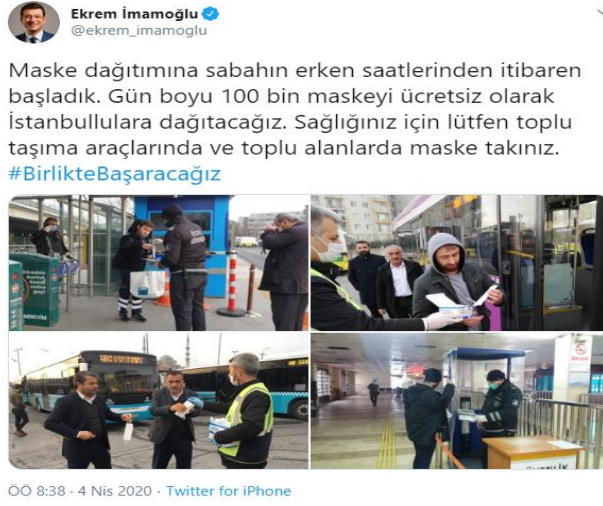 Ekrem İmamoğlu
@ekrem_imamoglu
Maske dağıtımına sabahın erken saatlerinden itibaren
başladık. Gün boyu 100 bin maskeyi ücretsiz olarak
İstanbullulara dağıtacağız. Sağlığınız için lütfen toplu
taşıma araçlarında ve toplu alanlarda maske takınız.
#BirlikteBaşaracağız
GÜVENLİK
ÖÖ 8:38 · 4 Nis 2020 · Twitter for iPhone